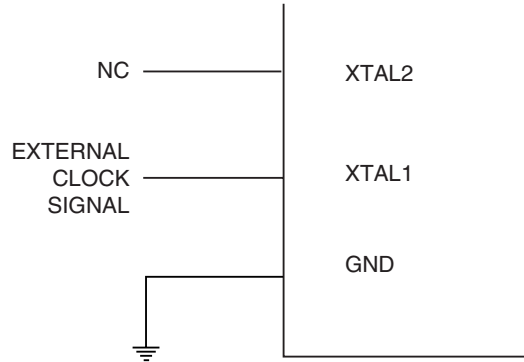 NC
XTAL2
EXTERNAL
CLOCK
SIGNAL
XTAL1
GND